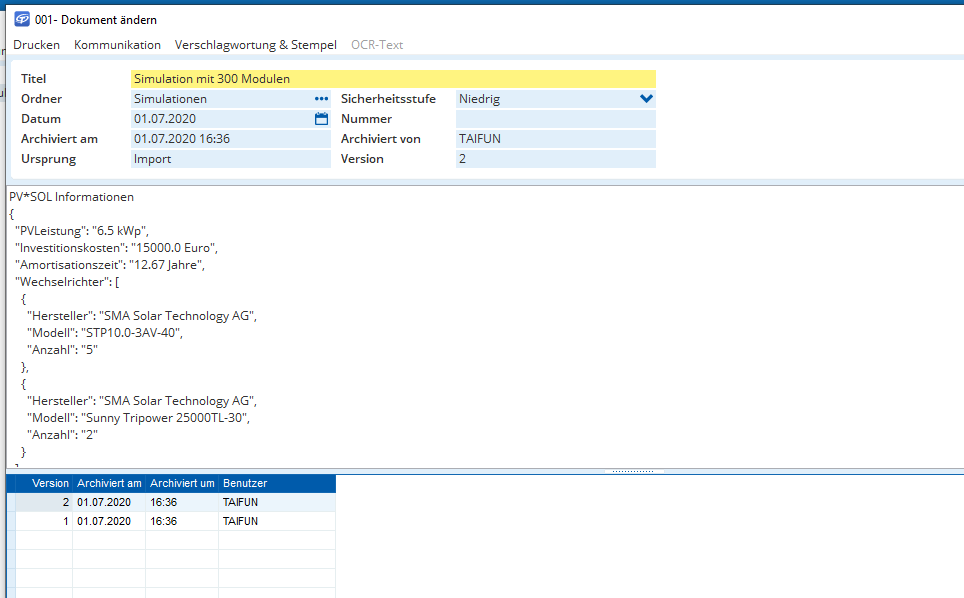 001- Dokument ändern
Drucken Kommunikation Verschlagwortung & Stempel OCR-Text
Titel Simulation mit 300 Modulen
Ordner Simulationen Sicherheitsstufe Niedrig
Datum 01.07.2020 Nummer
Archiviert am 01.07.2020 16:36 Archiviert von TAIFUN
Ursprung Import Version 2
PV*SOL Informationen
{
"PVLeistung": "6.5 kWp",
"Investitionskosten": "15000.0 Euro",
"Amortisationszeit": "12.67 Jahre",
"Wechselrichter": [
{
"Hersteller": "SMA Solar Technology AG",
"Modell": "STP10.0-3AV-40",
"Anzahl": "5"
},
{
"Hersteller": "SMA Solar Technology AG",
"Modell": "Sunny Tripower 25000TL-30",
"Anzahl": "2"
}
Version Archiviert am Archiviert um Benutzer
2 01.07.2020 16:36 TAIFUN
1 01.07.2020 16:36 TAIFUN